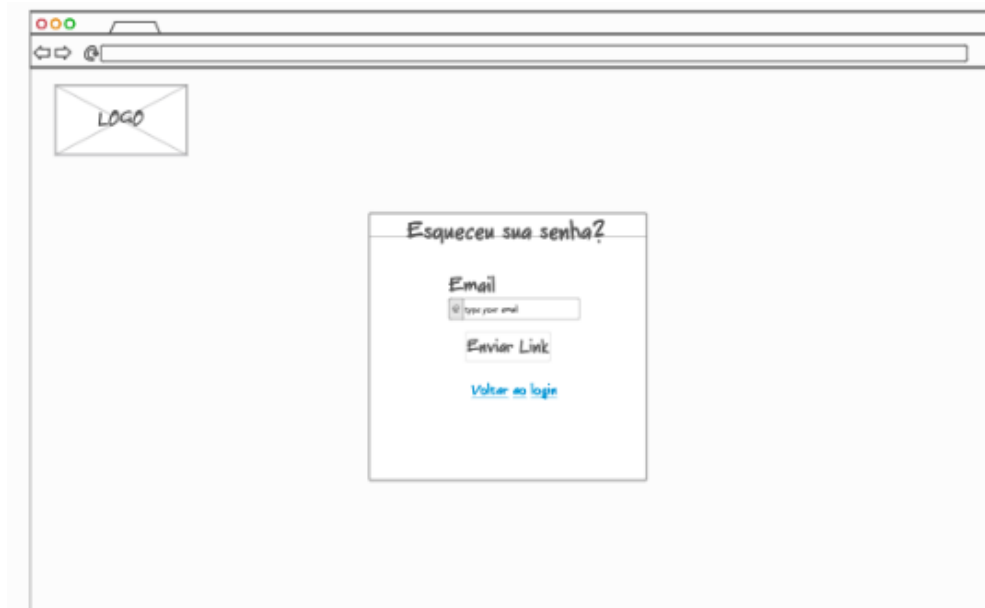 LOGO
Esqueceu sua senha?
Email
@ type your email
Enviar Link
Voltar ao login